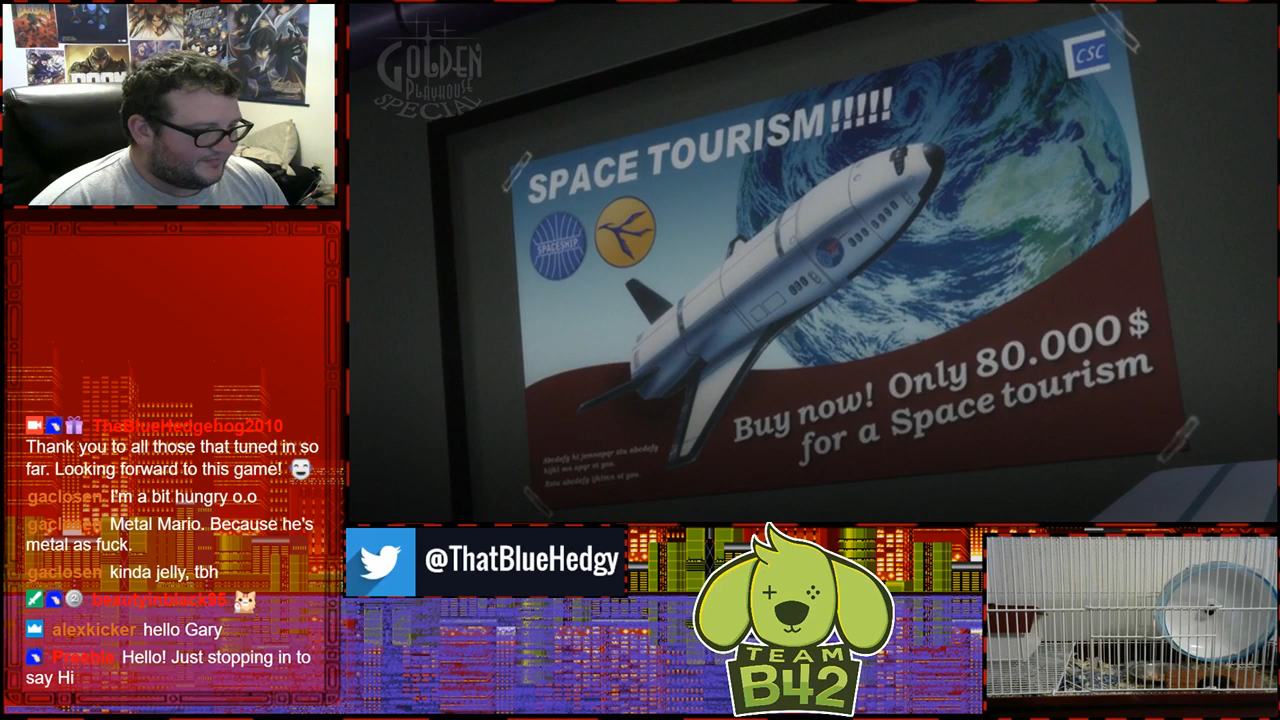 DOOM
GOLDEN
PLAYHOUSE
SPECIAL
CSC
SPACE TOURISM!!!!!
SPACESHIP
Buy now! Only 80.000 $
for a Space tourism
TheBlueHedgehog2010
Thank you to all those that tuned in so
far. Looking forward to this game!
gaclosen I'm a bit hungry o.o
gaclosen Metal Mario. Because he's
metal as fuck.
gaclosen kinda jelly, tbh
2 beautyinblack95
alexkicker hello Gary
Hello! Just stopping in to
say Hi
@ThatBlueHedgy
TEAM
B42